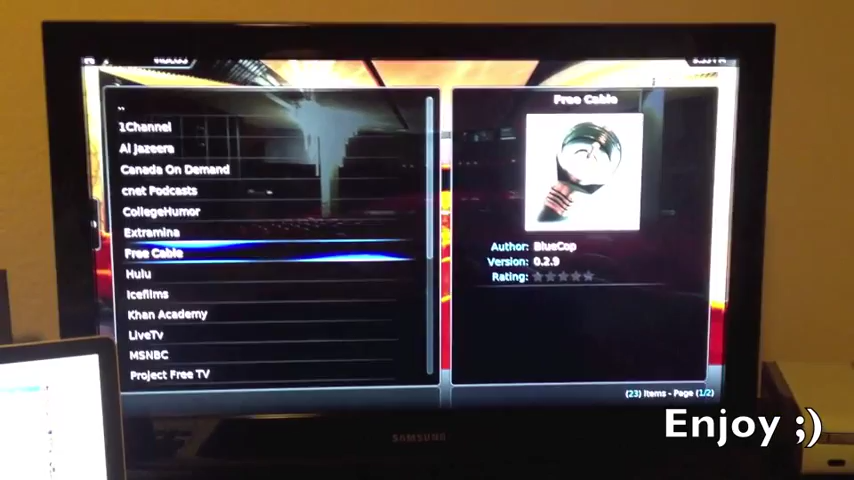 VIDEOS
..
1Channel
Al Jazeera
Canada On Demand
cnet Podcasts
CollegeHumor
Extramina
Free Cable
Hulu
Icefilms
Khan Academy
LiveTv
MSNBC
Project Free TV
Free Cable
Author: BlueCop
Version: 0.2.9
Rating:
(23) Items - Page (1/2)
SAMSUNG
Enjoy ;)